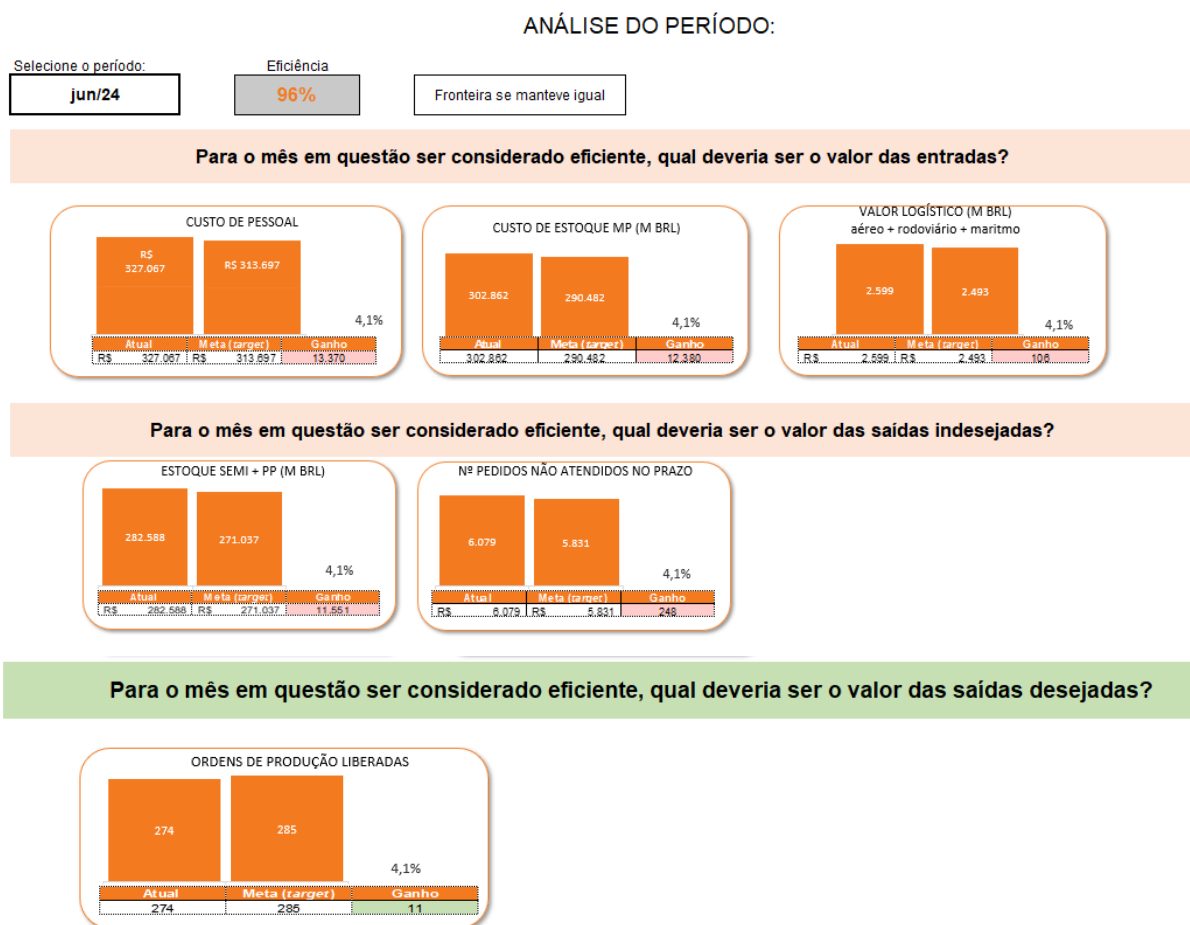 ANÁLISE DO PERÍODO:
Selecione o período:
Eficiência
jun/24
96%
Fronteira se manteve igual
Para o mês em questão ser considerado eficiente, qual deveria ser o valor das entradas?
CUSTO DE PESSOAL
R$
327.067
R$ 313.697
4,1%
Atual Meta (target) Ganho
R$ 327.067 R$ 313.697 13.370
CUSTO DE ESTOQUE MP (M BRL)
302.862
290.482
4,1%
Atual Meta (target) Ganho
302.862 290.482 12.380
VALOR LOGÍSTICO (M BRL)
aéreo + rodoviário + maritmo
2.599
2.493
4,1%
Atual Meta (target) Ganho
R$ 2.599 R$ 2.493 106
Para o mês em questão ser considerado eficiente, qual deveria ser o valor das saídas indesejadas?
ESTOQUE SEMI + PP (M BRL)
282.588
271.037
4,1%
Atual Meta (target) Ganho
R$ 282.588 R$ 271.037 11.551
Nº PEDIDOS NÃO ATENDIDOS NO PRAZO
6.079
5.831
4,1%
Atual Meta (target) Ganho
R$ 6.079 R$ 5.831 248
Para o mês em questão ser considerado eficiente, qual deveria ser o valor das saídas desejadas?
ORDENS DE PRODUÇÃO LIBERADAS
274
285
4,1%
Atual Meta (target) Ganho
274 285 11